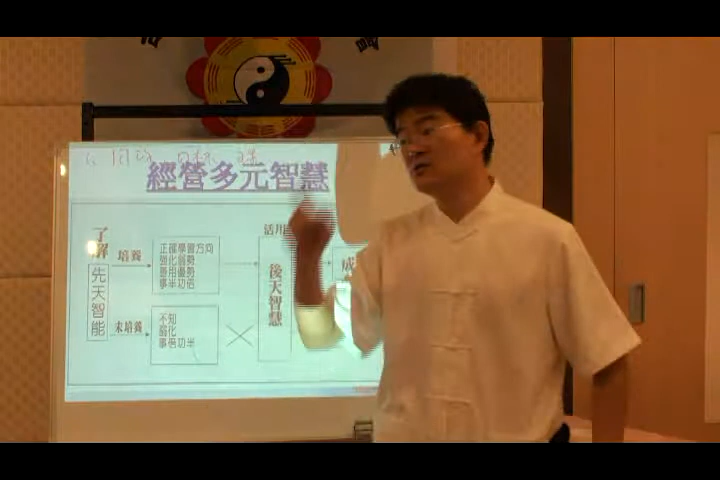 經營多元智慧
了解
先天智能
培養
正確學習方向
強化弱勢
善用優勢
事半功倍
未培養
不知
弱化
事倍功半
活用
後天智慧
成